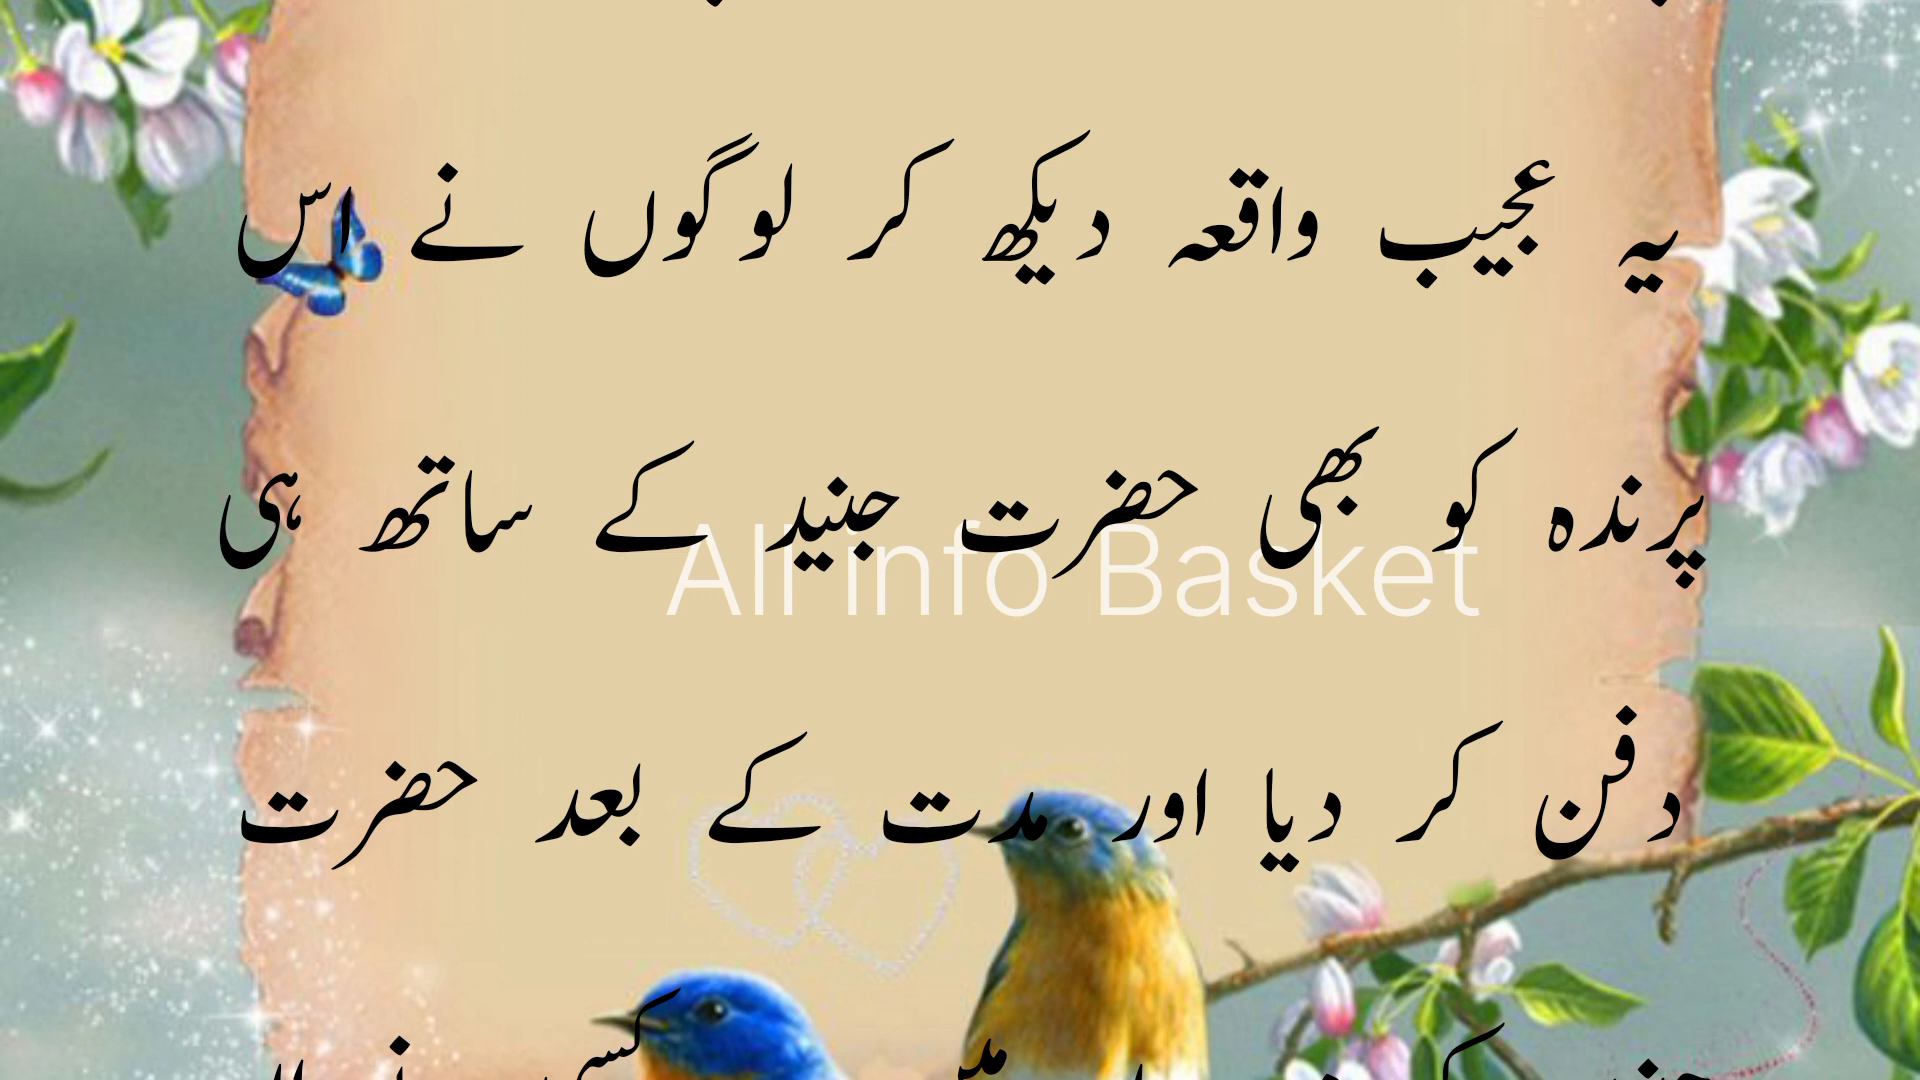 یہ عجیب واقعہ دیکھ کر لوگوں نے اس
پرندہ کو بھی حضرت جنید کے ساتھ ہی
All info Basket
دفن کر دیا اور مدت کے بعد حضرت